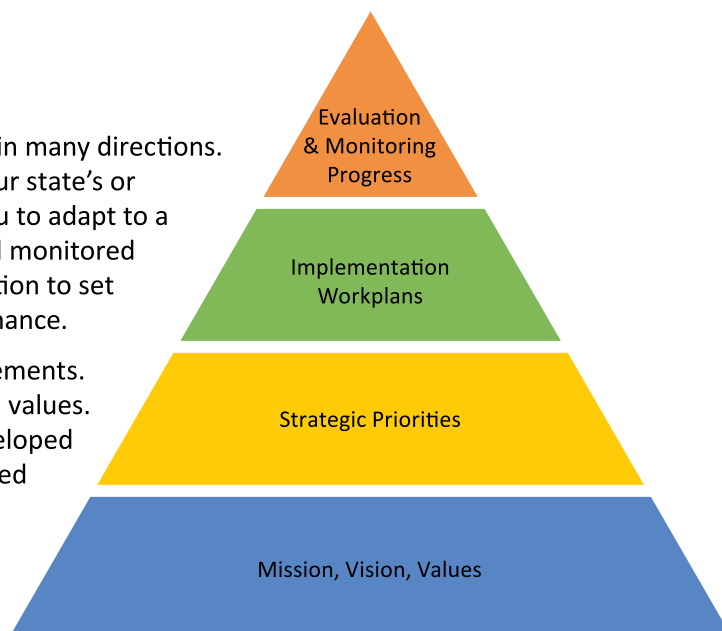 in many directions.
ur state's or
u to adapt to a
l monitored
tion to set
nance.
ements.
values.
eloped
ed
Evaluation
& Monitoring
Progress
Implementation
Workplans
Strategic Priorities
Mission, Vision, Values